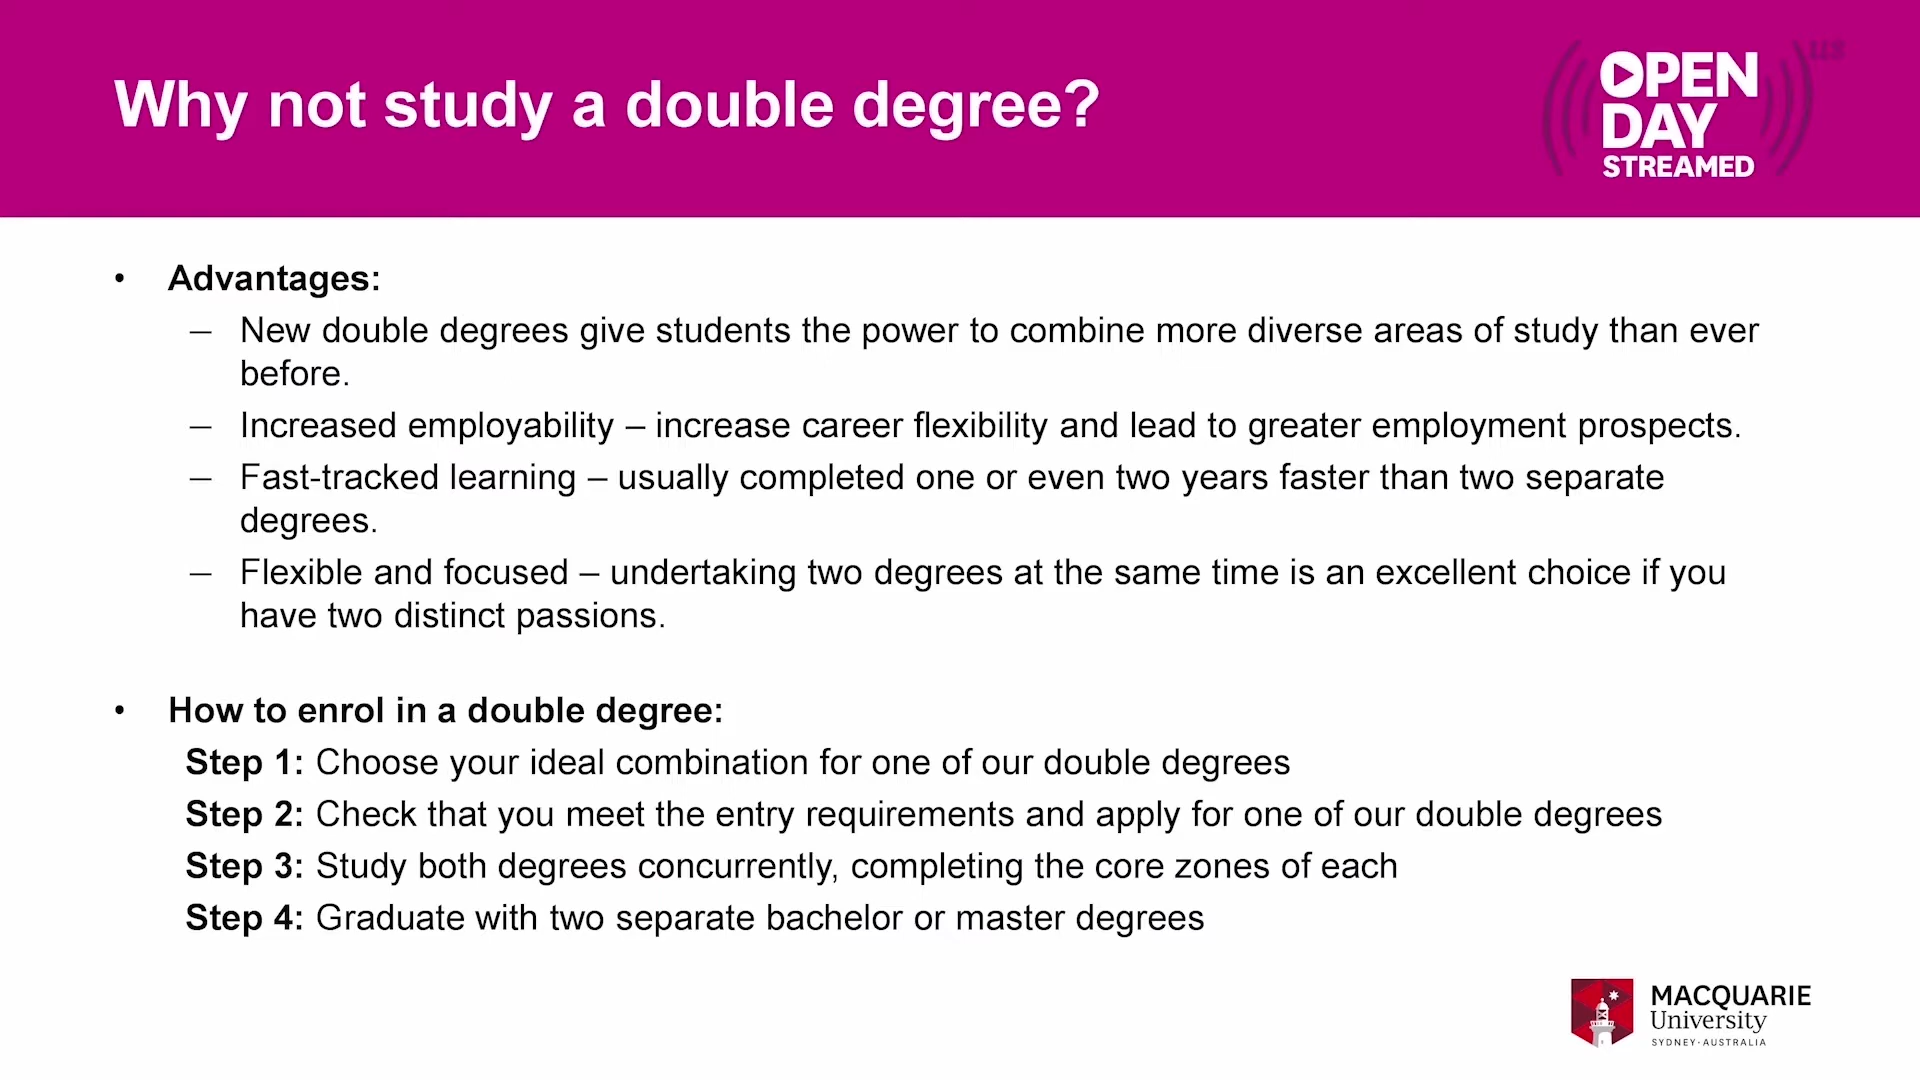 Why not study a double degree?
OPEN
DAY
STREAMED
• Advantages:
– New double degrees give students the power to combine more diverse areas of study than ever
before.
– Increased employability – increase career flexibility and lead to greater employment prospects.
– Fast-tracked learning – usually completed one or even two years faster than two separate
degrees.
– Flexible and focused – undertaking two degrees at the same time is an excellent choice if you
have two distinct passions.
• How to enrol in a double degree:
Step 1: Choose your ideal combination for one of our double degrees
Step 2: Check that you meet the entry requirements and apply for one of our double degrees
Step 3: Study both degrees concurrently, completing the core zones of each
Step 4: Graduate with two separate bachelor or master degrees
MACQUARIE
University
SYDNEY·AUSTRALIA